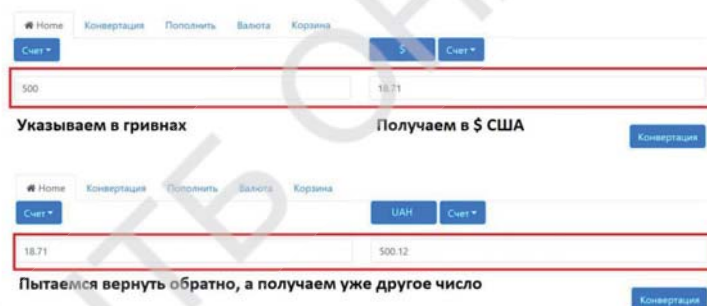 Home Конвертация Пополнить Валюта Корзина
Счет $ Счет
500 18.71
Указываем в гривнах Получаем в $ США
Конвертация
Home Конвертация Пополнить Валюта Корзина
Счет UAH Счет
18.71 500.12
Пытаемся вернуть обратно, а получаем уже другое число
Конвертация